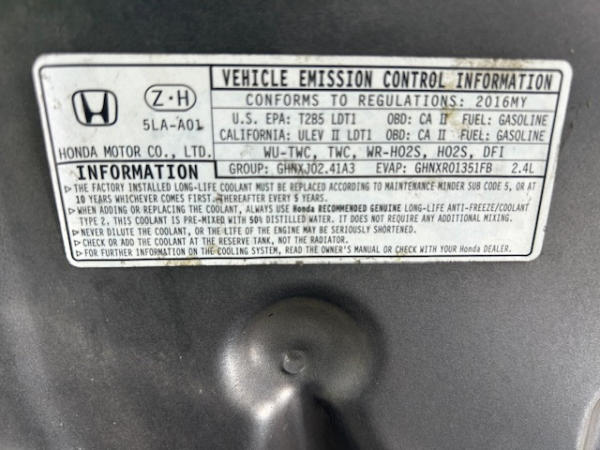 VEHICLE EMISSION CONTROL INFORMATION
Z·H
5LA-A01
HONDA MOTOR CO., LTD.
CONFORMS TO REGULATIONS: 2016MY
U.S. EPA: T2B5 LDT1 OBD: CA II FUEL: GASOLINE
CALIFORNIA: ULEV II LDT1 OBD: CA II FUEL: GASOLINE
WU-TWC, TWC, WR-HO2S, HO2S, DFI
GROUP: GHNXJ02.41A3 EVAP: GHNXR01351FB 2.4L
INFORMATION
▷THE FACTORY INSTALLED LONG-LIFE COOLANT MUST BE REPLACED ACCORDING TO MAINTENANCE MINDER SUB CODE 5, OR AT
10 YEARS WHICHEVER COMES FIRST. THEREAFTER EVERY 5 YEARS.
▷WHEN ADDING OR REPLACING THE COOLANT, ALWAYS USE Honda RECOMMENDED GENUINE LONG-LIFE ANTI-FREEZE/COOLANT
TYPE 2. THIS COOLANT IS PRE-MIXED WITH 50% DISTILLED WATER. IT DOES NOT REQUIRE ANY ADDITIONAL MIXING.
▷NEVER DILUTE THE COOLANT, OR THE LIFE OF THE ENGINE MAY BE SERIOUSLY SHORTENED.
▷CHECK OR ADD THE COOLANT AT THE RESERVE TANK, NOT THE RADIATOR.
▷FOR FURTHER INFORMATION ON THE COOLING SYSTEM, READ THE OWNER'S MANUAL OR CHECK WITH YOUR Honda DEALER.